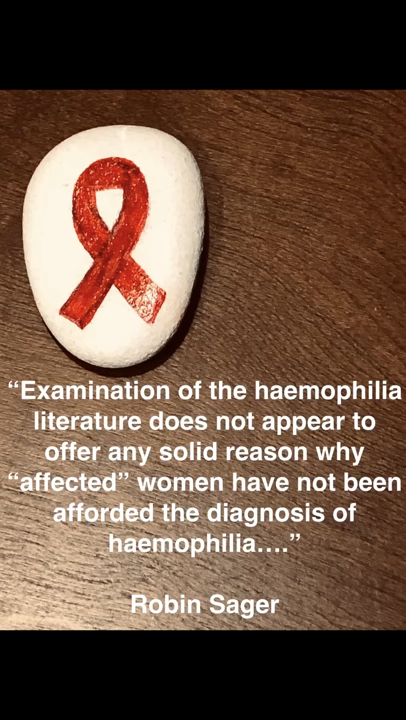 “Examination of the haemophilia
literature does not appear to
offer any solid reason why
“affected” women have not been
afforded the diagnosis of
haemophilia....”
Robin Sager